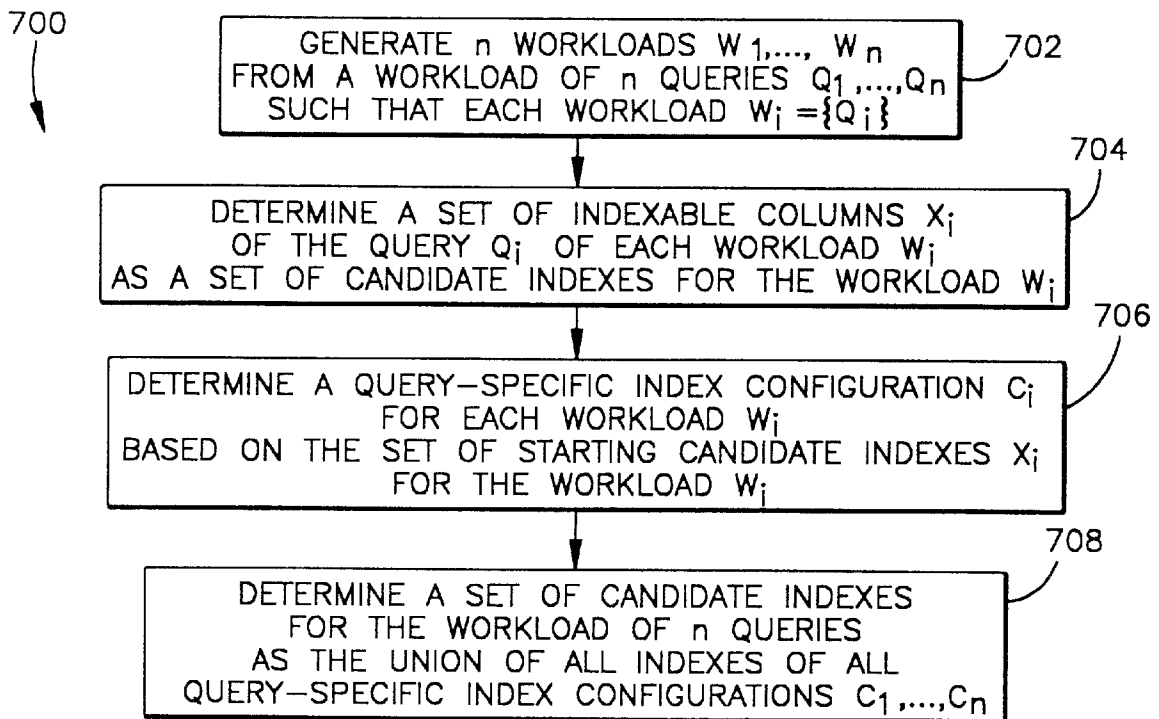 700
GENERATE n WORKLOADS W1,..., Wn
FROM A WORKLOAD OF n QUERIES Q1,...,Qn
SUCH THAT EACH WORKLOAD Wi={Qi}
702
704
DETERMINE A SET OF INDEXABLE COLUMNS Xi
OF THE QUERY Qi OF EACH WORKLOAD Wi
AS A SET OF CANDIDATE INDEXES FOR THE WORKLOAD Wi
706
DETERMINE A QUERY-SPECIFIC INDEX CONFIGURATION Ci
FOR EACH WORKLOAD Wi
BASED ON THE SET OF STARTING CANDIDATE INDEXES Xi
FOR THE WORKLOAD Wi
708
DETERMINE A SET OF CANDIDATE INDEXES
FOR THE WORKLOAD OF n QUERIES
AS THE UNION OF ALL INDEXES OF ALL
QUERY-SPECIFIC INDEX CONFIGURATIONS C1,...,Cn